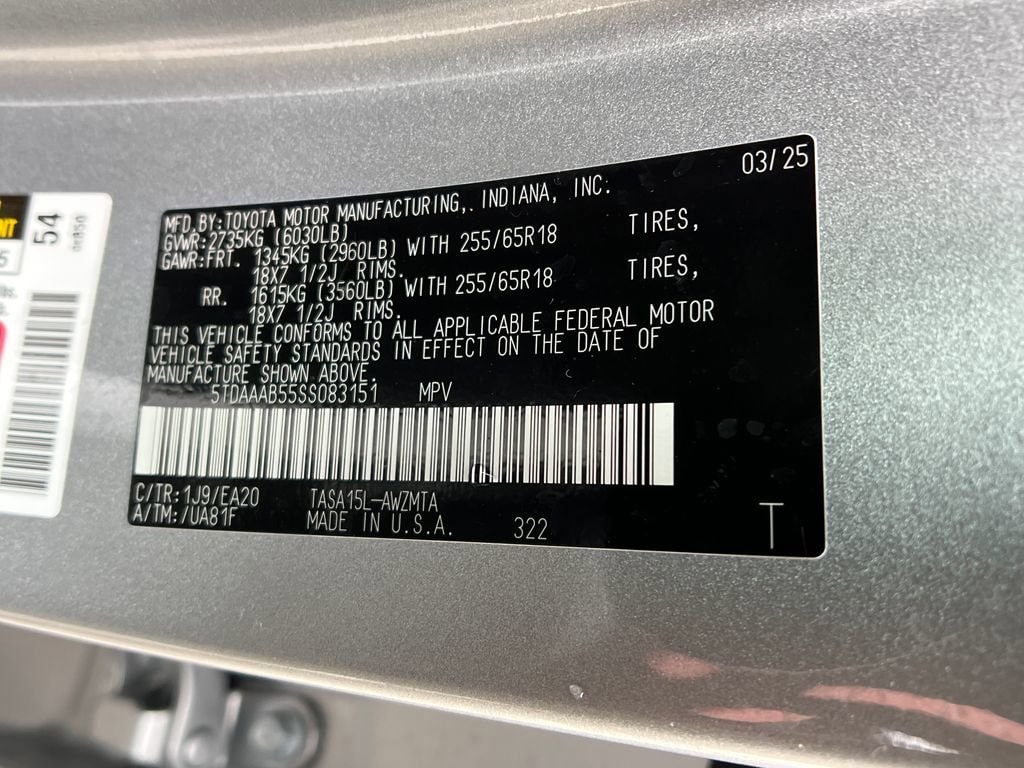 03/25
MFD.BY:TOYOTA MOTOR MANUFACTURING, INDIANA, INC.
GVWR:2735KG (6030LB)
GAWR:FRT. 1345KG (2960LB) WITH 255/65R18 TIRES,
18X7 1/2J RIMS.
RR. 1615KG (3560LB) WITH 255/65R18 TIRES,
18X7 1/2J RIMS.
THIS VEHICLE CONFORMS TO ALL APPLICABLE FEDERAL MOTOR
VEHICLE SAFETY STANDARDS IN EFFECT ON THE DATE OF
MANUFACTURE SHOWN ABOVE.
5TDAAAB55SS083151 MPV
C/TR:1J9/EA20 TASA15L-AWZMTA
A/TM:/UA81F MADE IN U.S.A. 322
T
54